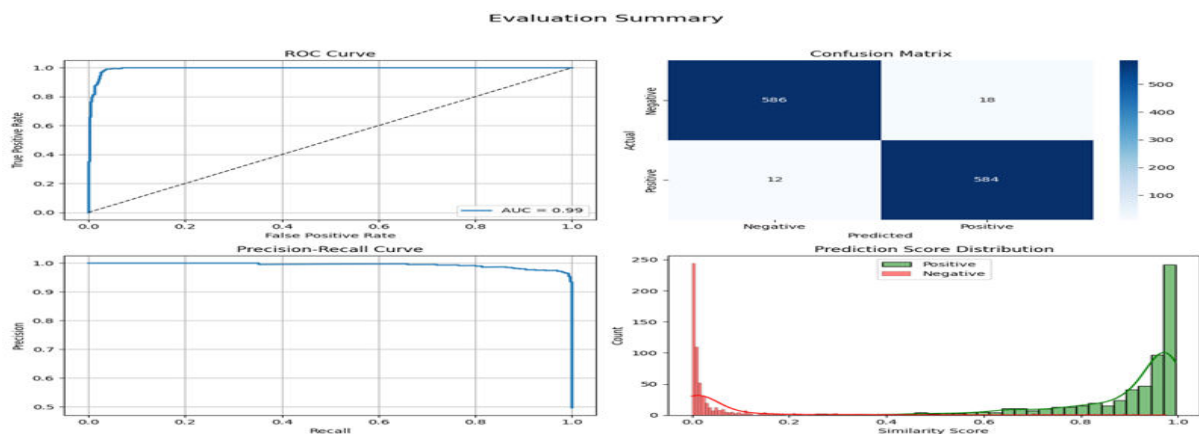 Evaluation Summary
ROC Curve
True Positive Rate
1.0
0.8
0.6
0.4
0.2
0.0
AUC = 0.99
0.0 0.2 0.4 0.6 0.8 1.0
False Positive Rate
Confusion Matrix
Actual
Negative
Positive
586 18
12 584
Negative Positive
Predicted
500
400
300
200
100
Precision-Recall Curve
Precision
1.0
0.9
0.8
0.7
0.6
0.5
0.0 0.2 0.4 0.6 0.8 1.0
Recall
Prediction Score Distribution
Count
250
200
150
100
50
0
Positive
Negative
0.0 0.2 0.4 0.6 0.8 1.0
Similarity Score